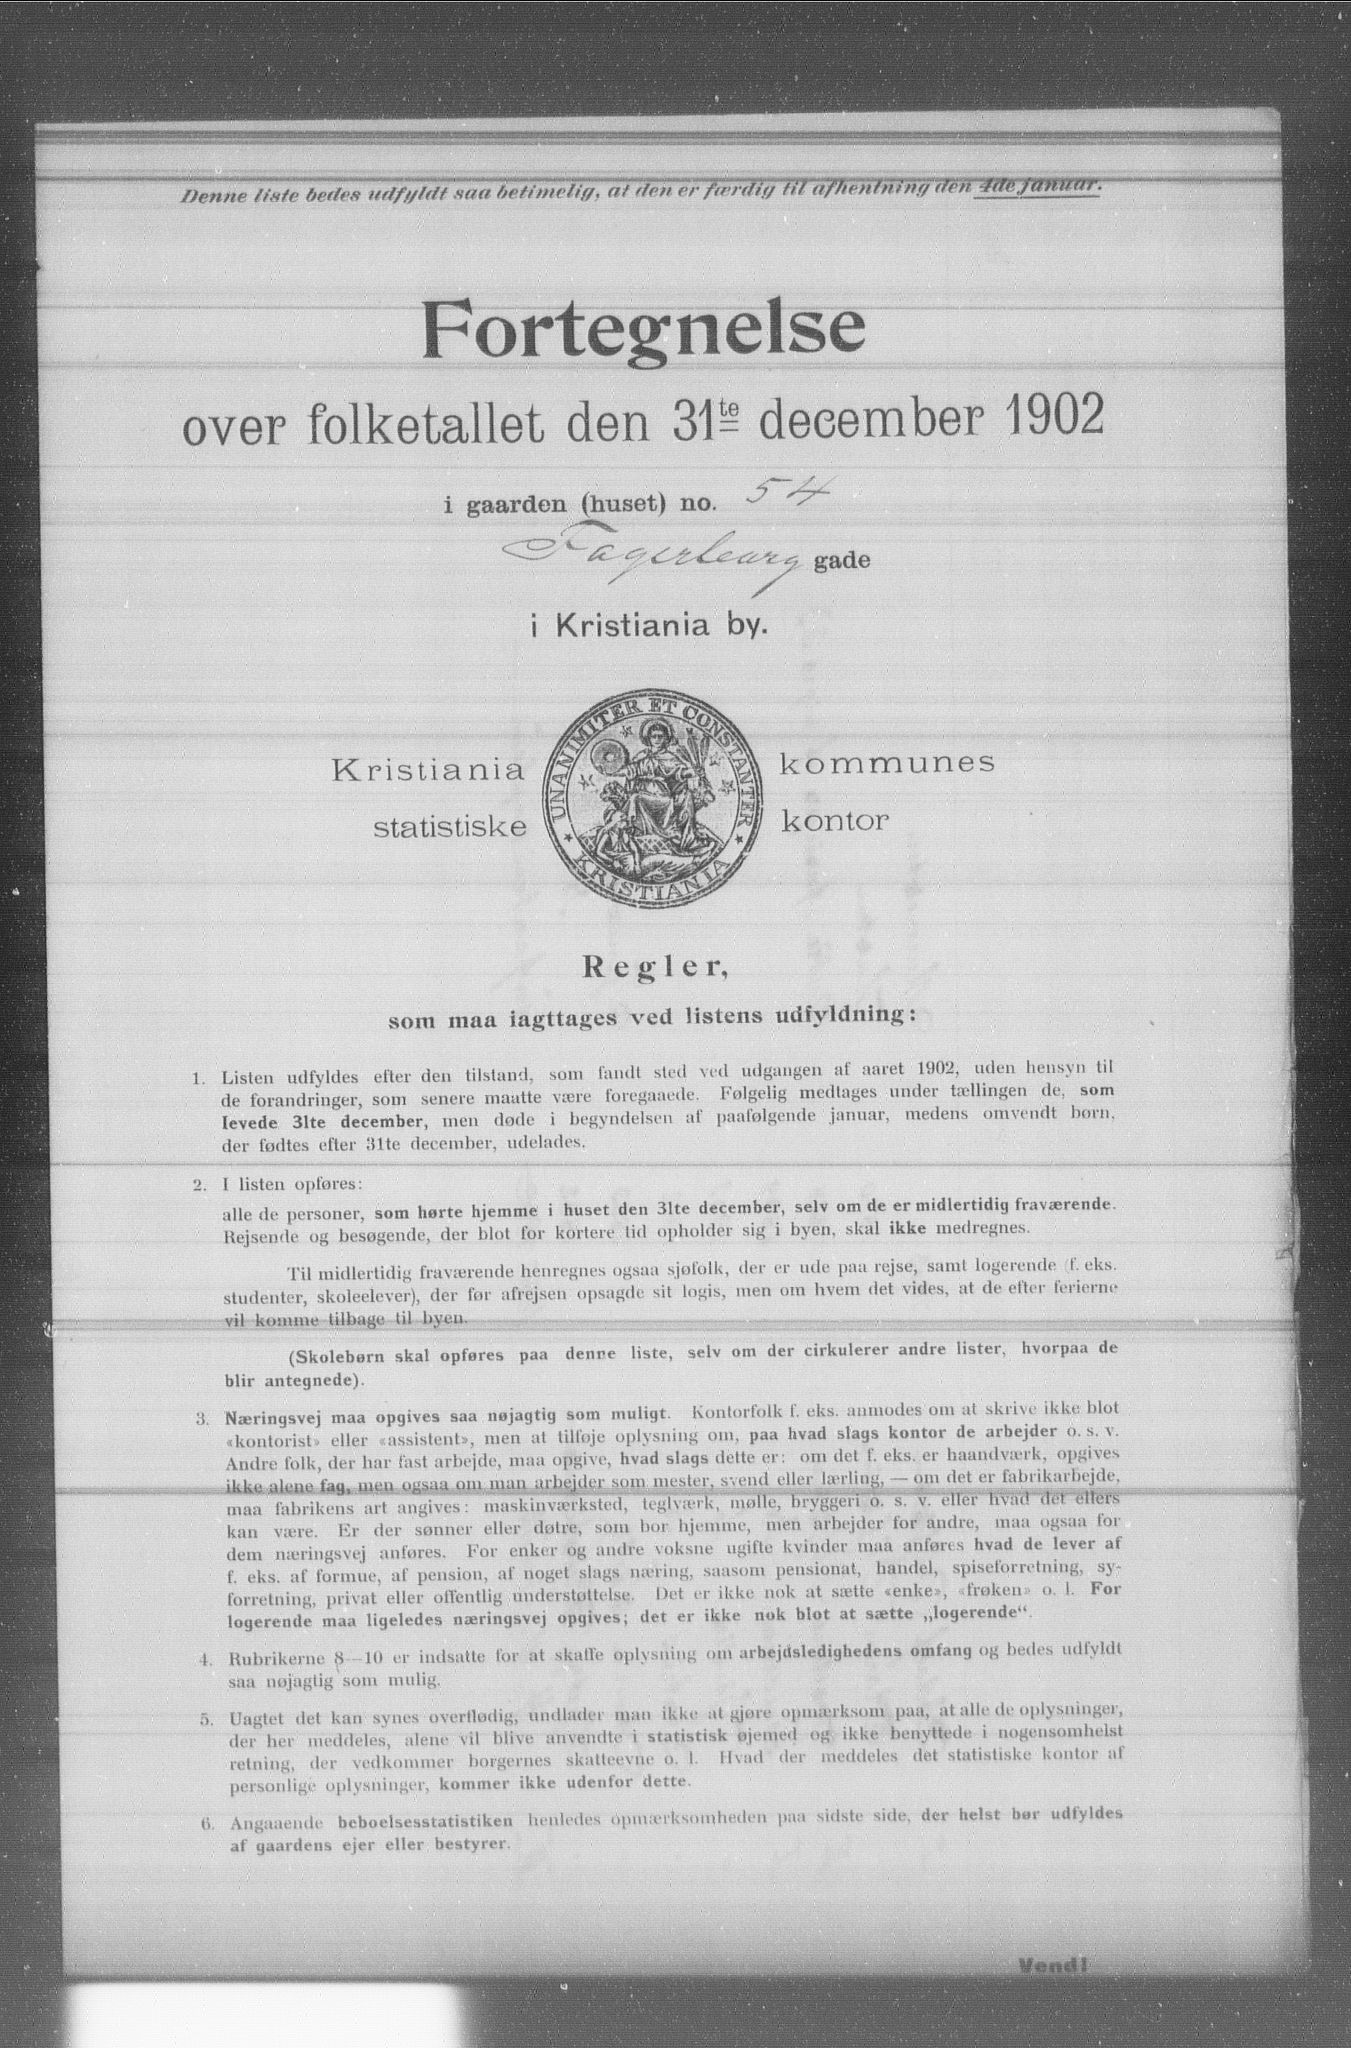 Denne liste bedes udfyldt saa betimelig, at den er færdig til afhentning den 4de januar.
Fortegnelse
over folketallet den 31te december 1902
i gaarden (huset) no. 54
Fagerborg gade
i Kristiania by.
UNANIMITER ET CONSTANTER
KRISTIANIA
Kristiania kommunes
statistiske kontor
Regler,
som maa iagttages ved listens udfyldning:
1. Listen udfyldes efter den tilstand, som fandt sted ved udgangen af aaret 1902, uden hensyn til
de forandringer, som senere maatte være foregaaede. Følgelig medtages under tællingen de, som
levede 31te december, men døde i begyndelsen af paafølgende januar, medens omvendt børn,
der fødtes efter 31te december, udelades.
2. I listen opføres:
alle de personer, som hørte hjemme i huset den 31te december, selv om de er midlertidig fraværende.
Rejsende og besøgende, der blot for kortere tid opholder sig i byen, skal ikke medregnes.
Til midlertidig fraværende henregnes ogsaa sjøfolk, der er ude paa rejse, samt logerende (f. eks.
studenter, skoleelever), der før afrejsen opsagde sit logis, men om hvem det vides, at de efter ferierne
vil komme tilbage til byen.
(Skolebørn skal opføres paa denne liste, selv om der cirkulerer andre lister, hvorpaa de
blir antegnede).
3. Næringsvej maa opgives saa nøjagtig som muligt. Kontorfolk f. eks. anmodes om at skrive ikke blot
«kontorist» eller «assistent», men at tilføje oplysning om, paa hvad slags kontor de arbejder o. s. v.
Andre folk, der har fast arbejde, maa opgive, hvad slags dette er: om det f. eks. er haandværk, opgives
ikke alene fag, men ogsaa om man arbejder som mester, svend eller lærling, — om det er fabrikarbejde,
maa fabrikens art angives: maskinværksted, teglværk, mølle, bryggeri o. s. v. eller hvad det ellers
kan være. Er der sønner eller døtre, som bor hjemme, men arbejder for andre, maa ogsaa for
dem næringsvej anføres. For enker og andre voksne ugifte kvinder maa anføres hvad de lever af
f. eks. af formue, af pension, af noget slags næring, saasom pensionat, handel, spiseforretning, sy-
forretning, privat eller offentlig understøttelse. Det er ikke nok at sætte «enke», «frøken» o. l. For
logerende maa ligeledes næringsvej opgives; det er ikke nok blot at sætte „logerende“.
4. Rubrikerne 8—10 er indsatte for at skaffe oplysning om arbejdsledighedens omfang og bedes udfyldt
saa nøjagtig som mulig.
5. Uagtet det kan synes overflødig, undlader man ikke at gjøre opmærksom paa, at alle de oplysninger,
der her meddeles, alene vil blive anvendte i statistisk øjemed og ikke benyttede i nogensomhelst
retning, der vedkommer borgernes skatteevne o. l. Hvad der meddeles det statistiske kontor af
personlige oplysninger, kommer ikke udenfor dette.
6. Angaaende beboelsesstatistiken henledes opmærksomheden paa sidste side, der helst bør udfyldes
af gaardens ejer eller bestyrer.
Vend!